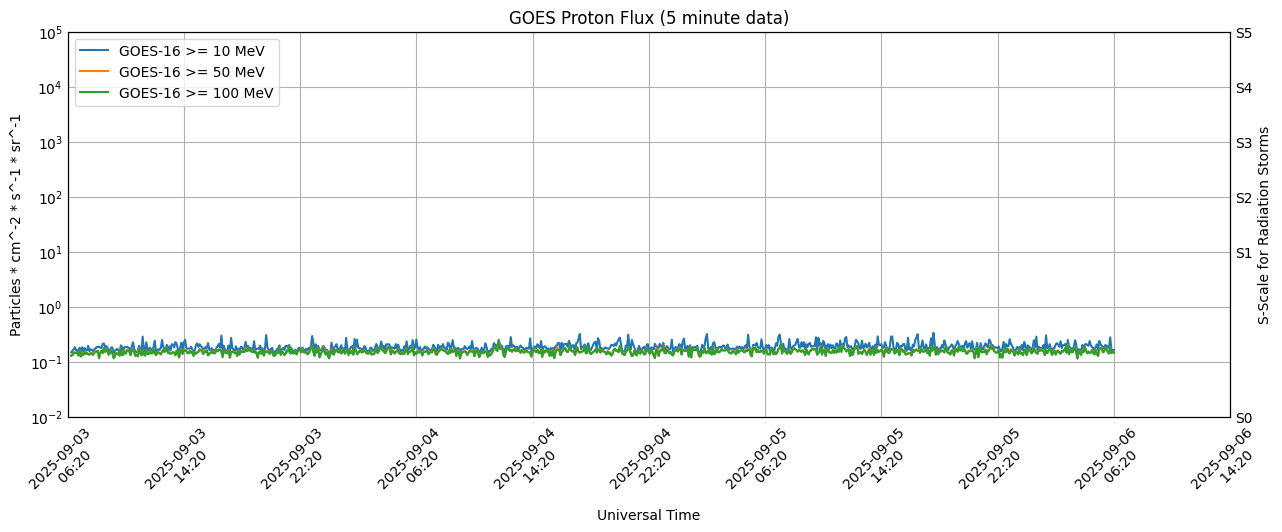 GOES Proton Flux (5 minute data)
GOES-16 >= 10 MeV
GOES-16 >= 50 MeV
GOES-16 >= 100 MeV
Particles * cm^-2 * s^-1 * sr^-1
10^5
10^4
10^3
10^2
10^1
10^0
10^-1
10^-2
S5
S4
S3
S2
S1
S0
S-Scale for Radiation Storms
2025-09-03
06:20
2025-09-03
14:20
2025-09-03
22:20
2025-09-04
06:20
2025-09-04
14:20
2025-09-04
22:20
2025-09-05
06:20
2025-09-05
14:20
2025-09-05
22:20
2025-09-06
06:20
2025-09-06
14:20
Universal Time